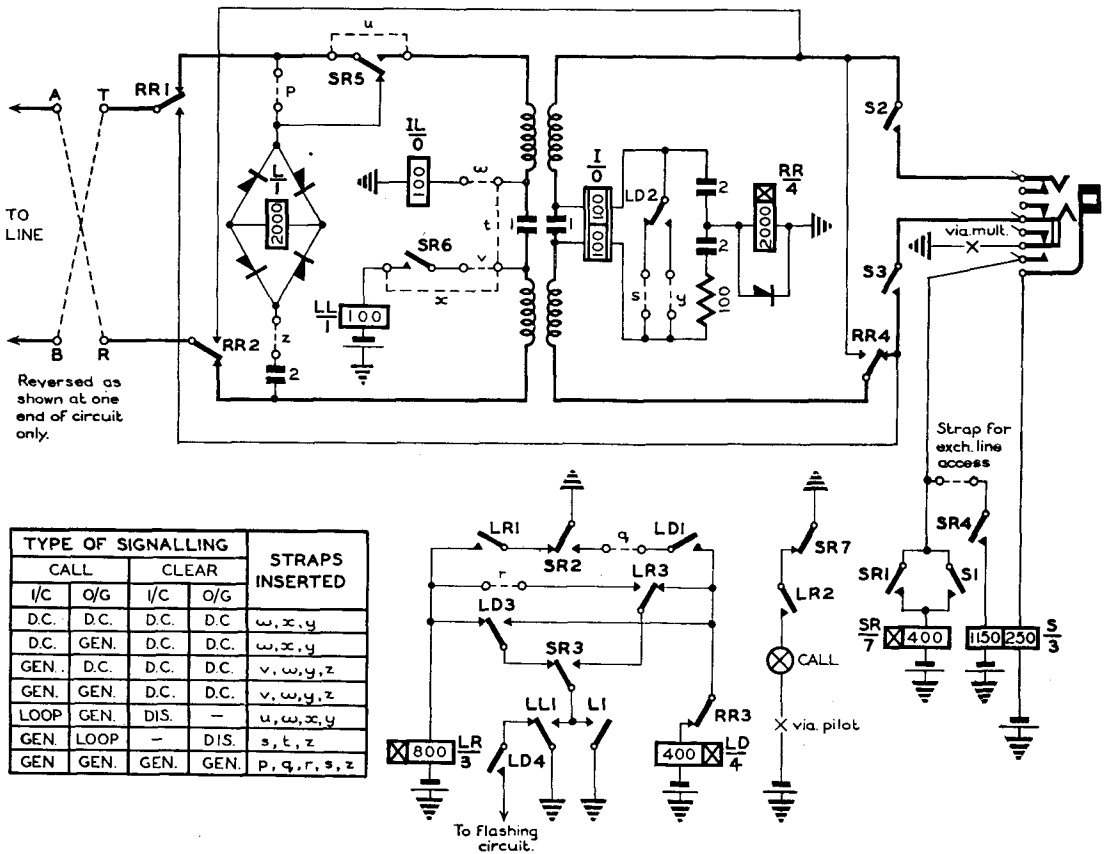 u
SR5
RR1
A
T
p
L/1
2000
IL/0
100
w
t
SR6
v
x
LL/1
100
TO
LINE
B
R
RR2
z
2
Reversed as
shown at one
end of circuit
only.
I/0
100
100
1
1
LD2
s
y
2
2
100
RR/4
2000
S2
S3
RR4
via. mult.
Strap for
exch. line
access
SR4
SR1
S1
SR/7
400
1150
250
S/3
LR1
SR2
q
LD1
r
LR3
LD3
SR3
LL1
L1
LD4
800
LR/3
RR3
400
LD/4
To Flashing
circuit.
SR7
LR2
CALL
via. pilot
TYPE OF SIGNALLING STRAPS INSERTED
CALL CLEAR
I/C O/G I/C O/G
D.C. D.C. D.C. D.C w,x,y
D.C. GEN. D.C. D.C. w,x,y
GEN. D.C. D.C. D.C. v,w,y,z
GEN. GEN. D.C. D.C. v,w,y,z
LOOP GEN. DIS. — u,w,x,y
GEN. LOOP — DIS. s,t,z
GEN GEN. GEN. GEN. p,q,r,s,z